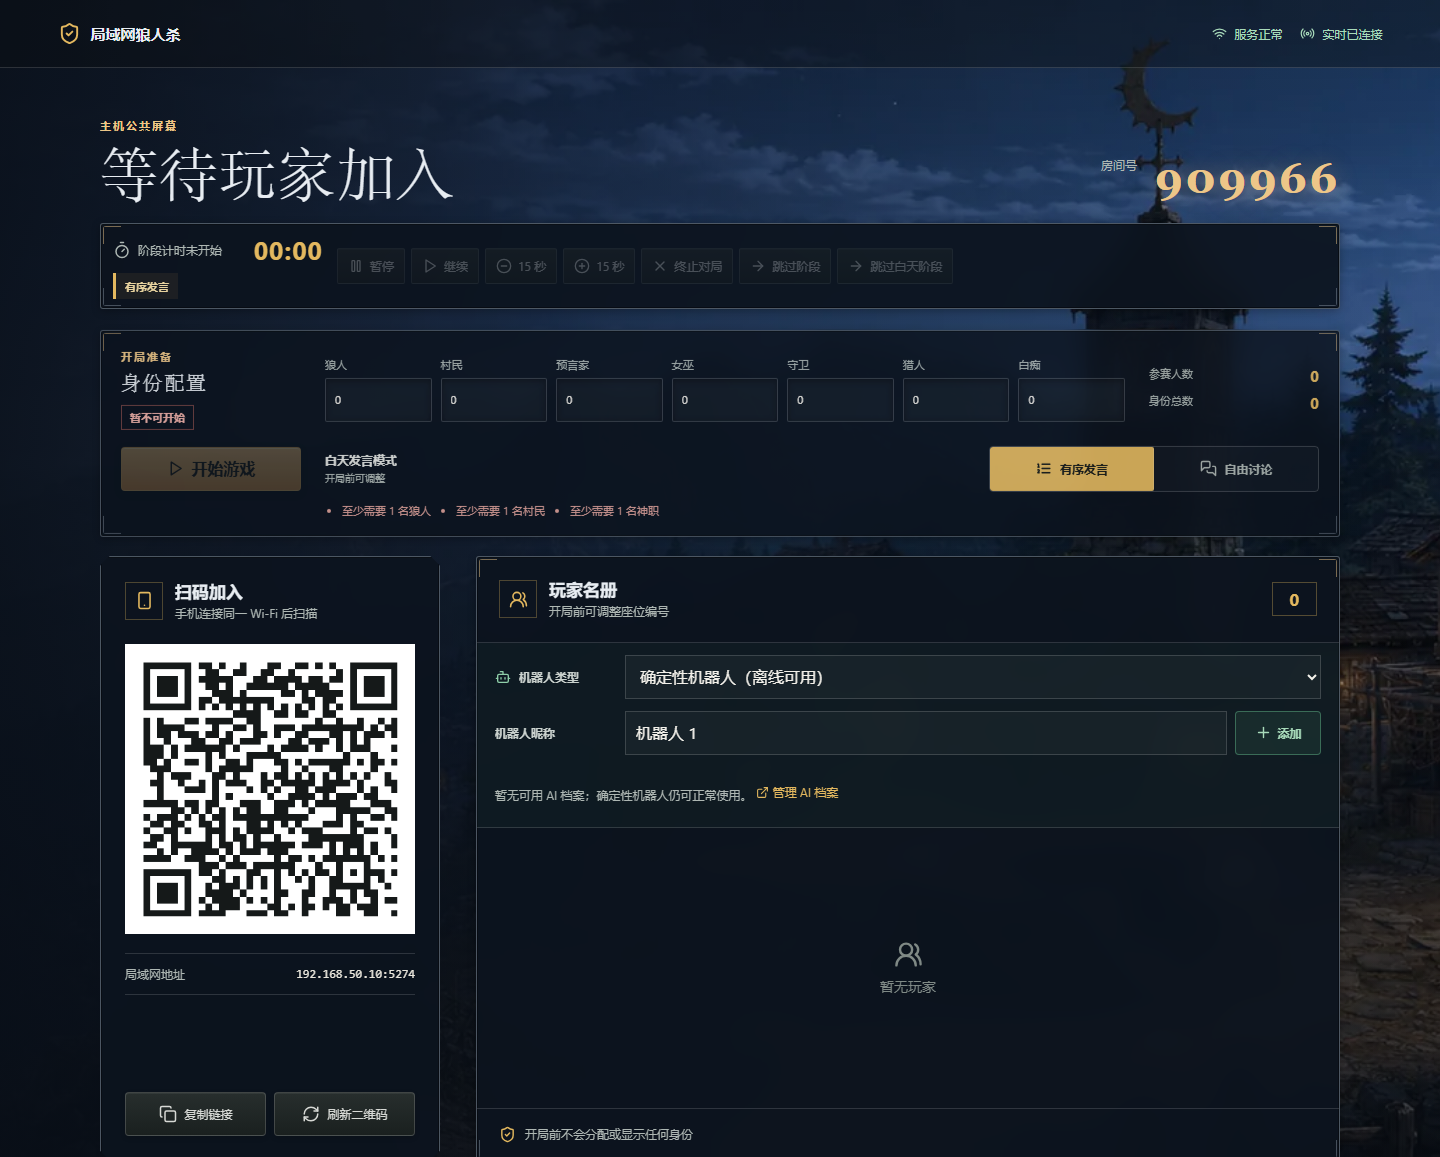 局域网狼人杀
服务正常 实时已连接
主机公共屏幕
等待玩家加入
房间号 909966
阶段计时未开始 00:00
暂停 继续 15 秒 15 秒 终止对局 跳过阶段 跳过白天阶段
有序发言
开局准备
身份配置
暂不可开始
狼人 村民 预言家 女巫 守卫 猎人 白痴
0 0 0 0 0 0 0
参赛人数 0
身份总数 0
开始游戏
白天发言模式
开局前可调整
有序发言 自由讨论
• 至少需要 1 名狼人 • 至少需要 1 名村民 • 至少需要 1 名神职
扫码加入
手机连接同一 Wi-Fi 后扫描
局域网地址 192.168.50.10:5274
复制链接 刷新二维码
玩家名册
开局前可调整座位编号
0
机器人类型 确定性机器人（离线可用）
机器人昵称 机器人 1 添加
暂无可用 AI 档案；确定性机器人仍可正常使用。 管理 AI 档案
暂无玩家
开局前不会分配或显示任何身份